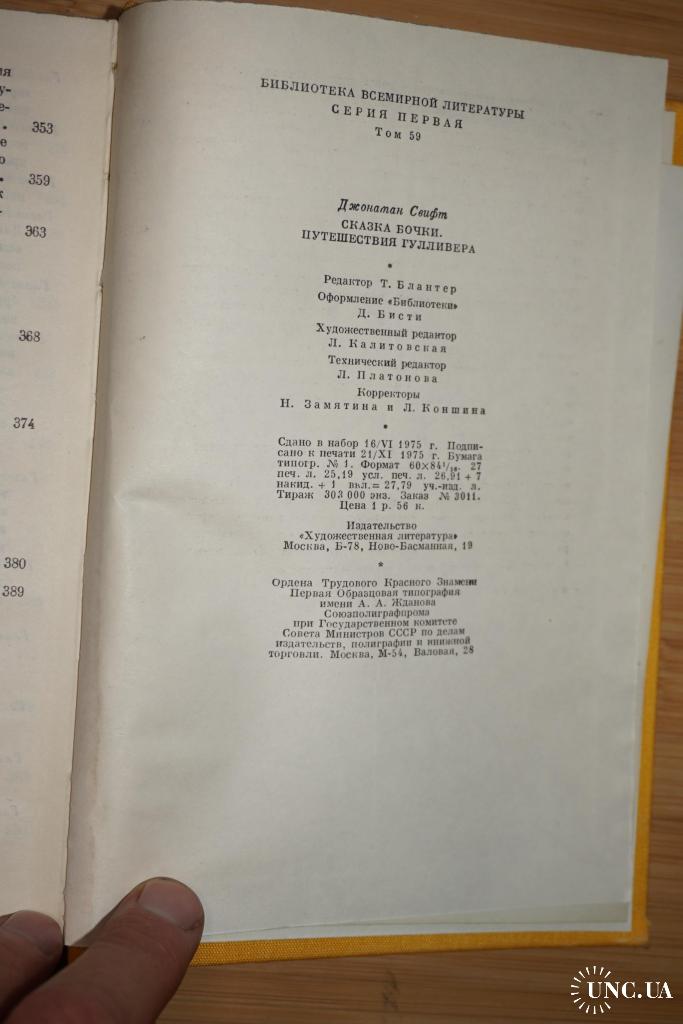 ия
у-
е-
. 353
е
о
. 359
к
-
363
368
374
380
389
БИБЛИОТЕКА ВСЕМИРНОЙ ЛИТЕРАТУРЫ
СЕРИЯ ПЕРВАЯ
Том 59
Джонатан Свифт
СКАЗКА БОЧКИ.
ПУТЕШЕСТВИЯ ГУЛЛИВЕРА
*
Редактор Т. Блантер
Оформление «Библиотеки»
Д. Бисти
Художественный редактор
Л. Калитовская
Технический редактор
Л. Платонова
Корректоры
Н. Замятина и Л. Коншина
*
Сдано в набор 16/VI 1975 г. Подпи-
сано к печати 21/XI 1975 г. Бумага
типогр. № 1. Формат 60×84¹/₁₆. 27
печ. л. 25,19 усл. печ. л. 26,91 + 7
накид. + 1 вкл. = 27,79 уч.-изд. л.
Тираж 303 000 экз. Заказ № 3011.
Цена 1 р. 56 к.
Издательство
«Художественная литература»
Москва, Б-78, Ново-Басманная, 19
*
Ордена Трудового Красного Знамени
Первая Образцовая типография
имени А. А. Жданова
Союзполиграфпрома
при Государственном комитете
Совета Министров СССР по делам
издательств, полиграфии и книжной
торговли. Москва, М-54, Валовая, 28
UNC.UA